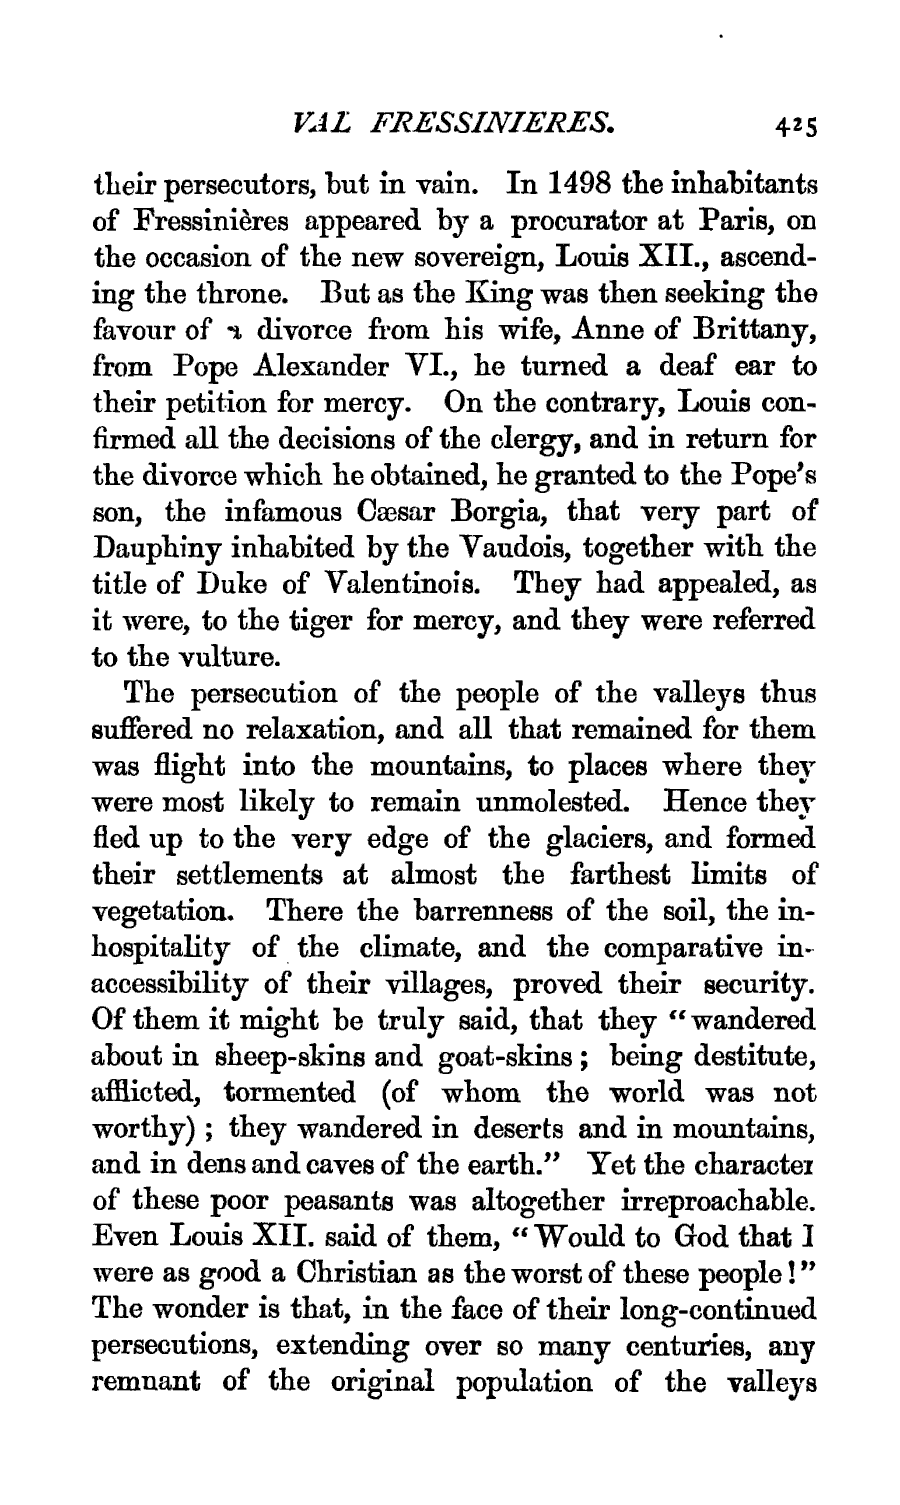 VAL FRESSINIERES. 425
their persecutors, but in vain. In 1498 the inhabitants
of Fressinières appeared by a procurator at Paris, on
the occasion of the new sovereign, Louis XII., ascend-
ing the throne. But as the King was then seeking the
favour of a divorce from his wife, Anne of Brittany,
from Pope Alexander VI., he turned a deaf ear to
their petition for mercy. On the contrary, Louis con-
firmed all the decisions of the clergy, and in return for
the divorce which he obtained, he granted to the Pope's
son, the infamous Cæsar Borgia, that very part of
Dauphiny inhabited by the Vaudois, together with the
title of Duke of Valentinois. They had appealed, as
it were, to the tiger for mercy, and they were referred
to the vulture.
The persecution of the people of the valleys thus
suffered no relaxation, and all that remained for them
was flight into the mountains, to places where they
were most likely to remain unmolested. Hence they
fled up to the very edge of the glaciers, and formed
their settlements at almost the farthest limits of
vegetation. There the barrenness of the soil, the in-
hospitality of the climate, and the comparative in-
accessibility of their villages, proved their security.
Of them it might be truly said, that they "wandered
about in sheep-skins and goat-skins; being destitute,
afflicted, tormented (of whom the world was not
worthy); they wandered in deserts and in mountains,
and in dens and caves of the earth." Yet the character
of these poor peasants was altogether irreproachable.
Even Louis XII. said of them, "Would to God that I
were as good a Christian as the worst of these people!"
The wonder is that, in the face of their long-continued
persecutions, extending over so many centuries, any
remnant of the original population of the valleys